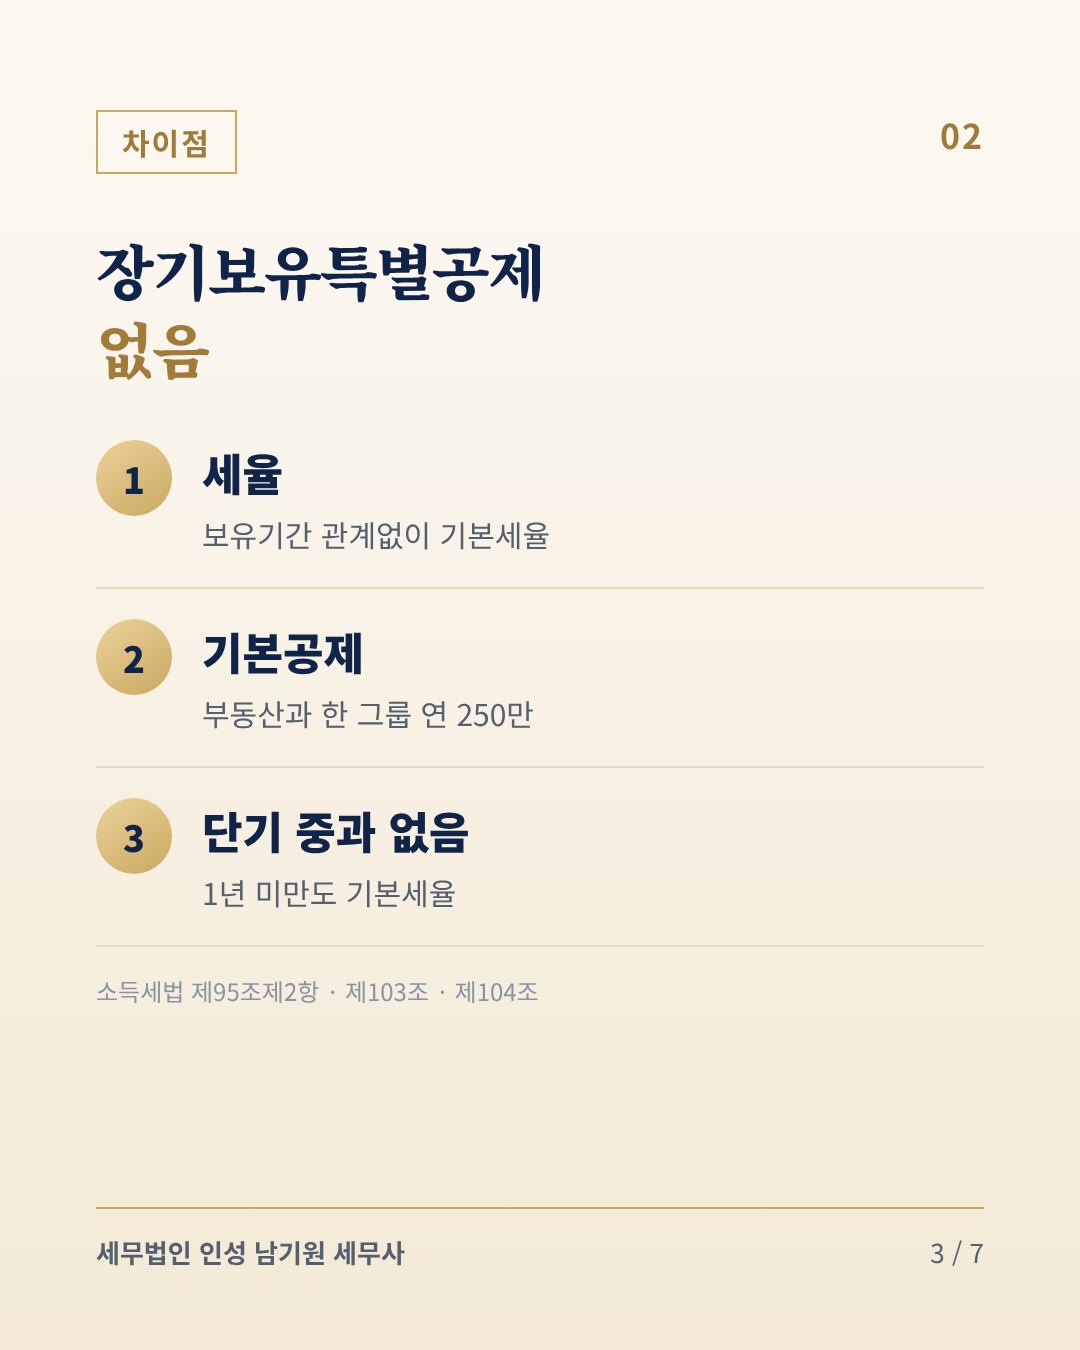 차이점
02
장기보유특별공제
없음
1
세율
보유기간 관계없이 기본세율
2
기본공제
부동산과 한 그룹 연 250만
3
단기 중과 없음
1년 미만도 기본세율
소득세법 제95조제2항 · 제103조 · 제104조
세무법인 인성 남기원 세무사
3 / 7